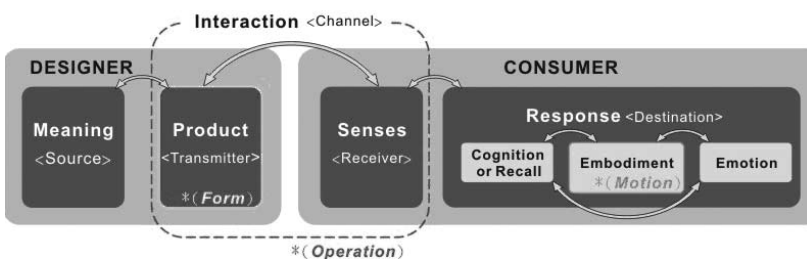 Interaction <Channel>
DESIGNER
CONSUMER
Meaning
<Source>
Product
<Transmitter>
*(Form)
Senses
<Receiver>
Response <Destination>
Cognition
or Recall
Embodiment
*(Motion)
Emotion
*(Operation)